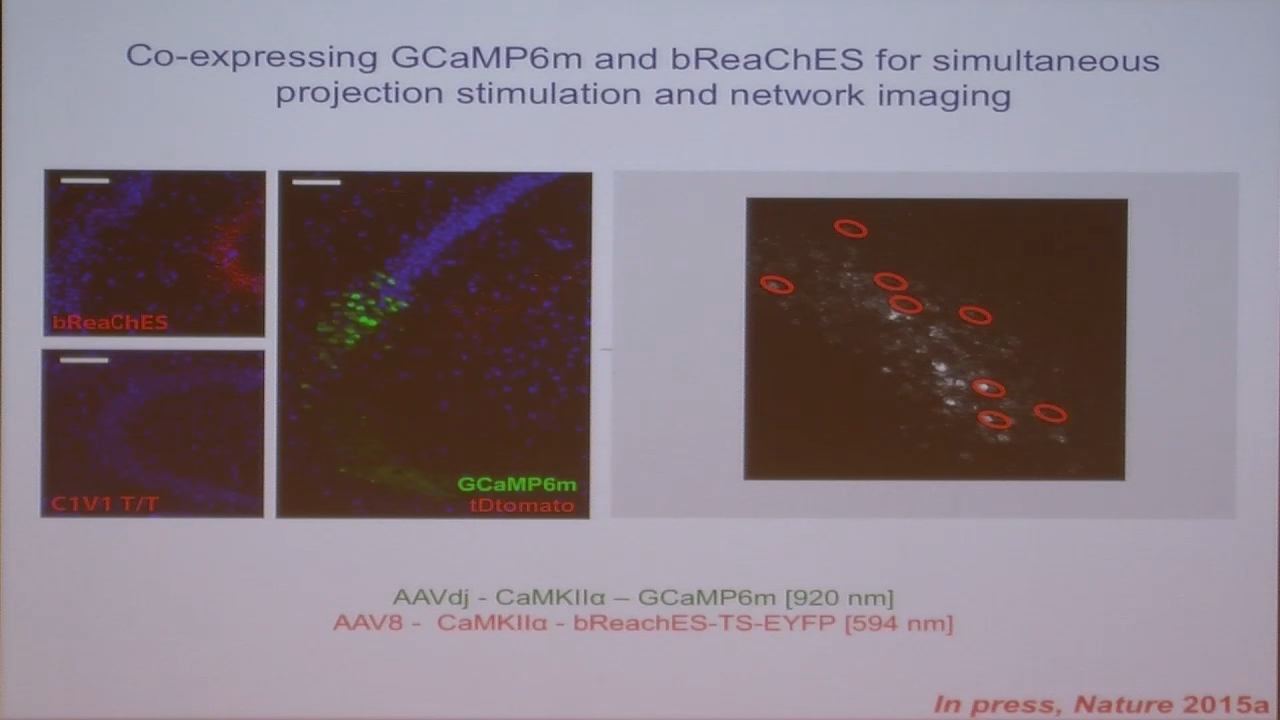 Co-expressing GCaMP6m and bReaChES for simultaneous
projection stimulation and network imaging
bReaChES
C1V1 T/T
GCaMP6m
tDtomato
AAVdj - CaMKIIα – GCaMP6m [920 nm]
AAV8 - CaMKIIα - bReachES-TS-EYFP [594 nm]
In press, Nature 2015a